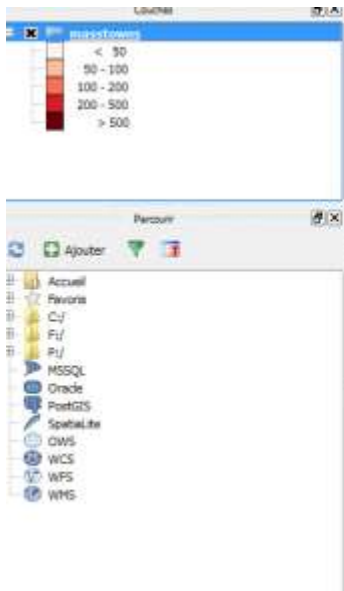 Couches
masstowns
< 50
50 - 100
100 - 200
200 - 500
> 500
Parcourir
Ajouter
Accueil
Favoris
C:/
F:/
P:/
MSSQL
Oracle
PostGIS
SpatiaLite
OWS
WCS
WFS
WMS